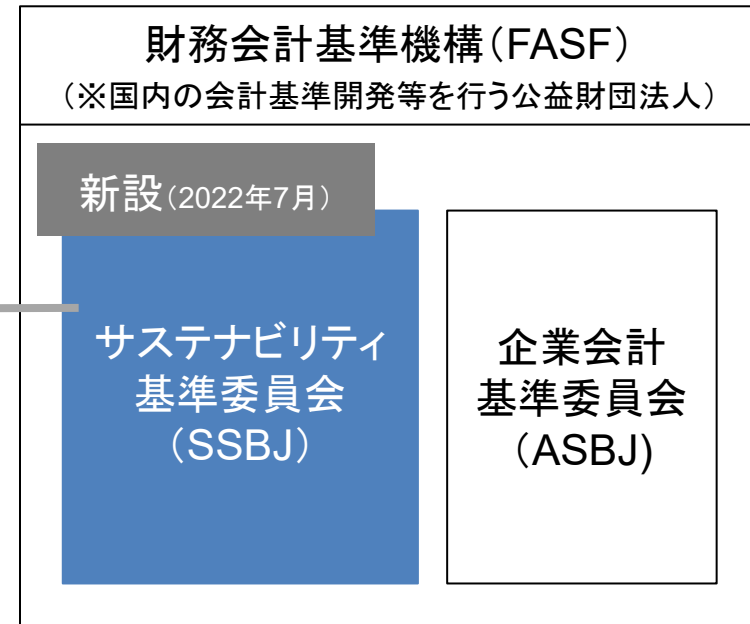 財務会計基準機構（FASF）
（※国内の会計基準開発等を行う公益財団法人）
新設（2022年7月）
サステナビリティ
基準委員会
（SSBJ）
企業会計
基準委員会
（ASBJ)